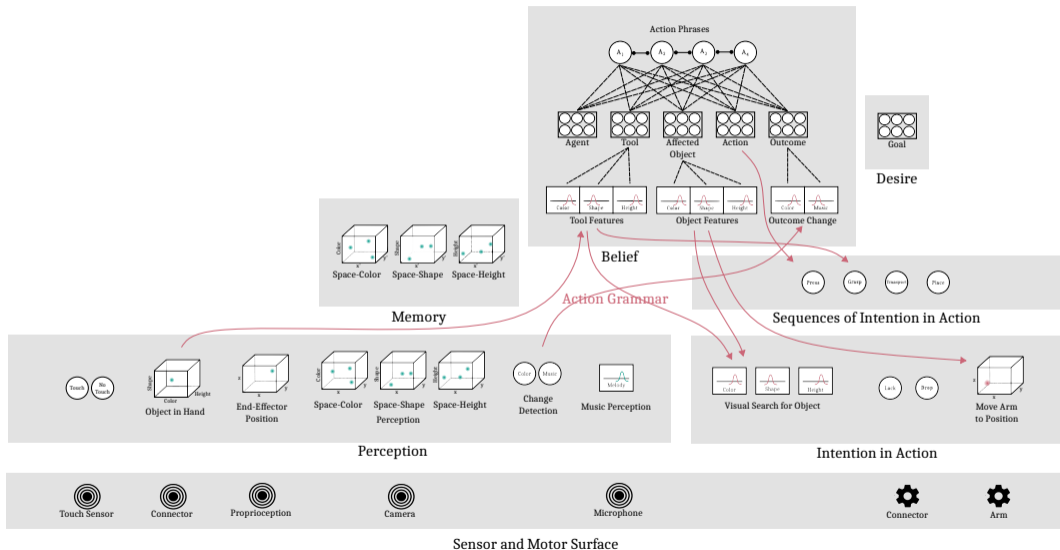 Action Phrases
A₁ A₂ A₃ A₄
Agent Tool Affected Object Action Outcome
Goal
Desire
Color Shape Height
Color Shape Height
Color Music
Tool Features Object Features Outcome Change
Belief
Color Shape Height
x y x y x y
Space-Color Space-Shape Space-Height
Memory
Action Grammar
Press Grasp Transport Place
Sequences of Intention in Action
Touch No Touch
Shape Color Height
Object in Hand
x x y
End-Effector
Position
Color Shape Height
x y x y x y
Space-Color Space-Shape Space-Height
Perception
Color Music
Change
Detection
Melody
Music Perception
Perception
Color Shape Height
Visual Search for Object
Lock Drop
z x y
Move Arm
to Position
Intention in Action
Touch Sensor Connector Proprioception Camera Microphone Connector Arm
Sensor and Motor Surface